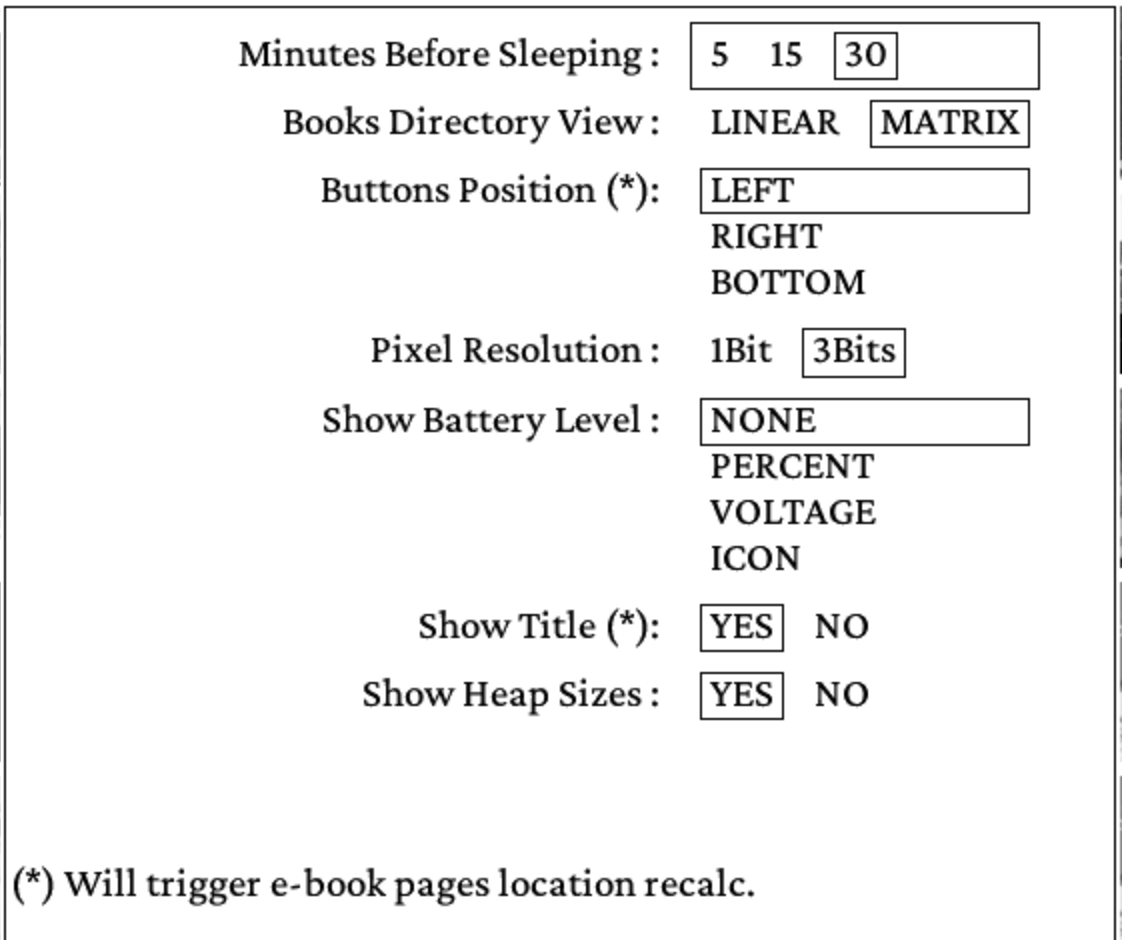 Minutes Before Sleeping : 5 15 30
Books Directory View : LINEAR MATRIX
Buttons Position (*): LEFT
RIGHT
BOTTOM
Pixel Resolution : 1Bit 3Bits
Show Battery Level : NONE
PERCENT
VOLTAGE
ICON
Show Title (*): YES NO
Show Heap Sizes : YES NO
(*) Will trigger e-book pages location recalc.